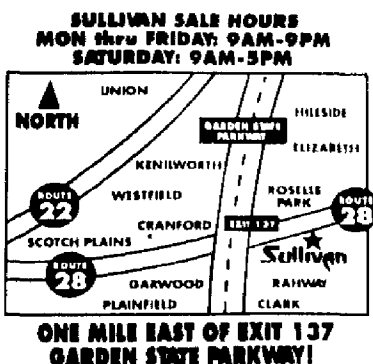 SULLIVAN SALE HOURS
MON thru FRIDAY: 9AM-9PM
SATURDAY: 9AM-5PM
UNION
NORTH
HILLSIDE
GARDEN STATE
PARKWAY
ELIZABETH
KENILWORTH
ROUTE
22
WESTFIELD
ROSELLE
PARK
ROUTE
28
CRANFORD
EXIT 137
SCOTCH PLAINS
Sullivan
ROUTE
28
GARWOOD
RAHWAY
PLAINFIELD
CLARK
ONE MILE EAST OF EXIT 137
GARDEN STATE PARKWAY!